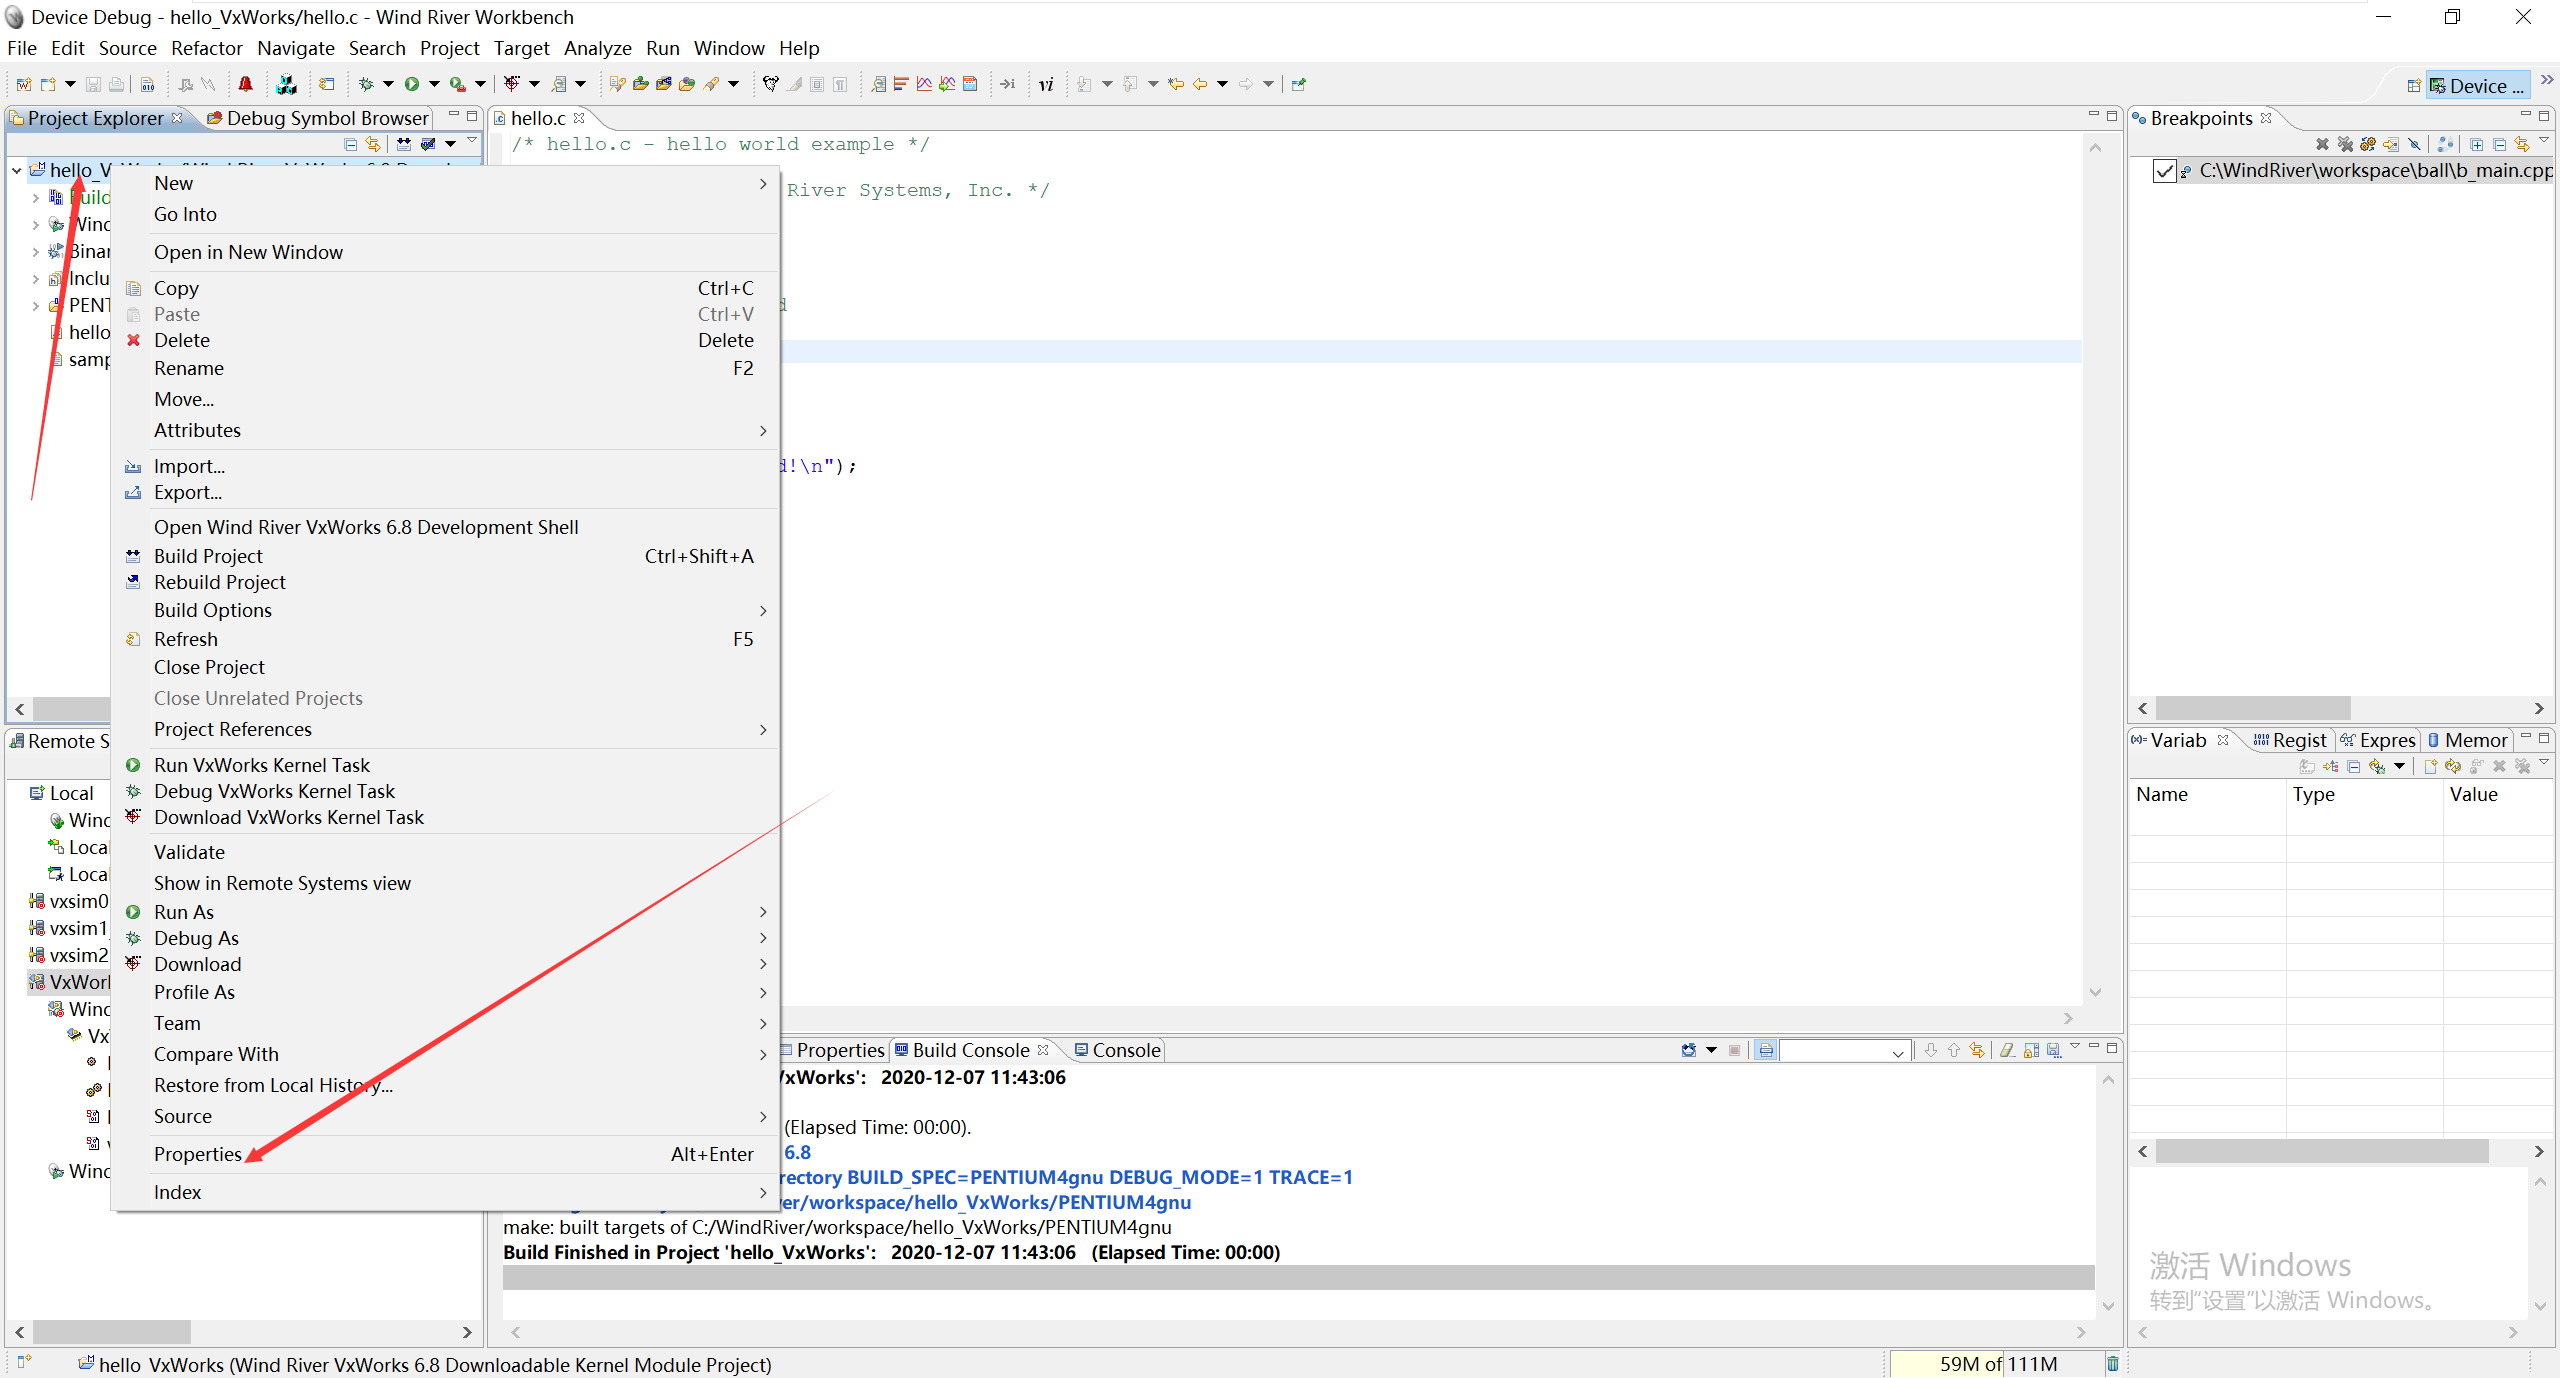 Device Debug - hello_VxWorks/hello.c - Wind River Workbench
File Edit Source Refactor Navigate Search Project Target Analyze Run Window Help
Device ...
Project Explorer
Debug Symbol Browser
hello.c
Breakpoints
/* hello.c - hello world example */
River Systems, Inc. */
C:\WindRiver\workspace\ball\b_main.cpp
d!\n");
hello_V
Build
Wind
Binar
Inclu
PENT
hello
samp
New
Go Into
Open in New Window
Copy Ctrl+C
Paste Ctrl+V
Delete Delete
Rename F2
Move...
Attributes
Import...
Export...
Open Wind River VxWorks 6.8 Development Shell
Build Project Ctrl+Shift+A
Rebuild Project
Build Options
Refresh F5
Close Project
Close Unrelated Projects
Project References
Run VxWorks Kernel Task
Debug VxWorks Kernel Task
Download VxWorks Kernel Task
Validate
Show in Remote Systems view
Run As
Debug As
Download
Profile As
Team
Compare With
Restore from Local History...
Source
Properties Alt+Enter
Index
Remote S
Local
Wind
Local
Local
vxsim0
vxsim1
vxsim2
VxWork
Wind
Vx
Wind
Variab
Regist
Expres
Memor
Name Type Value
Properties
Build Console
Console
VxWorks': 2020-12-07 11:43:06
(Elapsed Time: 00:00).
6.8
rectory BUILD_SPEC=PENTIUM4gnu DEBUG_MODE=1 TRACE=1
er/workspace/hello_VxWorks/PENTIUM4gnu
make: built targets of C:/WindRiver/workspace/hello_VxWorks/PENTIUM4gnu
Build Finished in Project 'hello_VxWorks': 2020-12-07 11:43:06 (Elapsed Time: 00:00)
激活 Windows
转到"设置"以激活 Windows。
hello_VxWorks (Wind River VxWorks 6.8 Downloadable Kernel Module Project)
59M of 111M